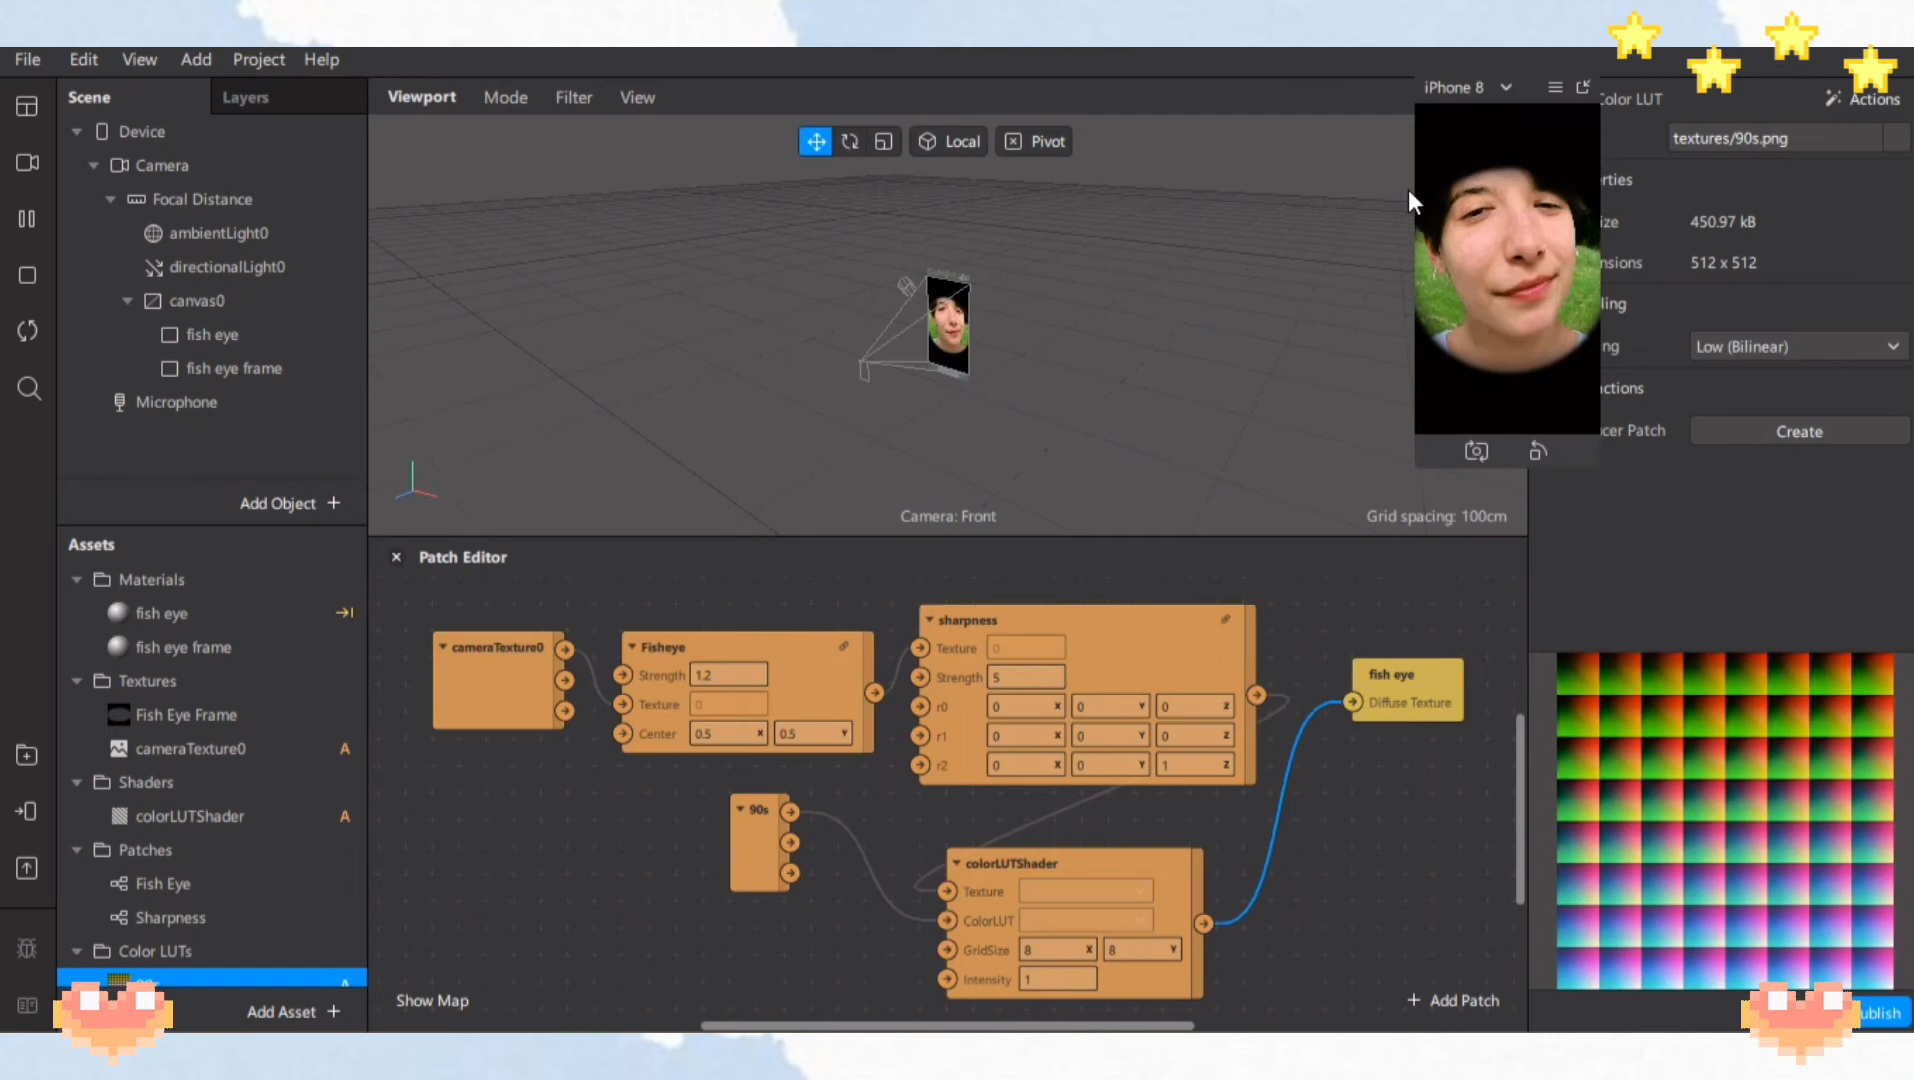 File Edit View Add Project Help
Scene Layers
Device
Camera
Focal Distance
ambientLight0
directionalLight0
canvas0
fish eye
fish eye frame
Microphone
Add Object +
Assets
Materials
fish eye
fish eye frame
Textures
Fish Eye Frame
cameraTexture0 A
Shaders
colorLUTShader A
Patches
Fish Eye
Sharpness
Color LUTs
Add Asset +
Viewport Mode Filter View
Local Pivot
Camera: Front
Grid spacing: 100cm
iPhone 8
Patch Editor
cameraTexture0
Fisheye
Strength 1.2
Texture 0
Center 0.5 X 0.5 Y
sharpness
Texture 0
Strength 5
r0 0 X 0 Y 0 Z
r1 0 X 0 Y 0 Z
r2 0 X 0 Y 1 Z
fish eye
Diffuse Texture
90s
colorLUTShader
Texture
ColorLUT
GridSize 8 X 8 Y
Intensity 1
Show Map
+ Add Patch
olor LUT Actions
textures/90s.png
rties
ize 450.97 kB
nsions 512 x 512
ling
ng Low (Bilinear)
ctions
cer Patch Create
ublish